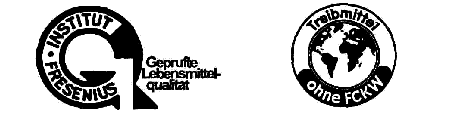 INSTITUT
FRESENIUS
Geprüfte
Lebensmittel-
qualität
Treibmittel
ohne FCKW